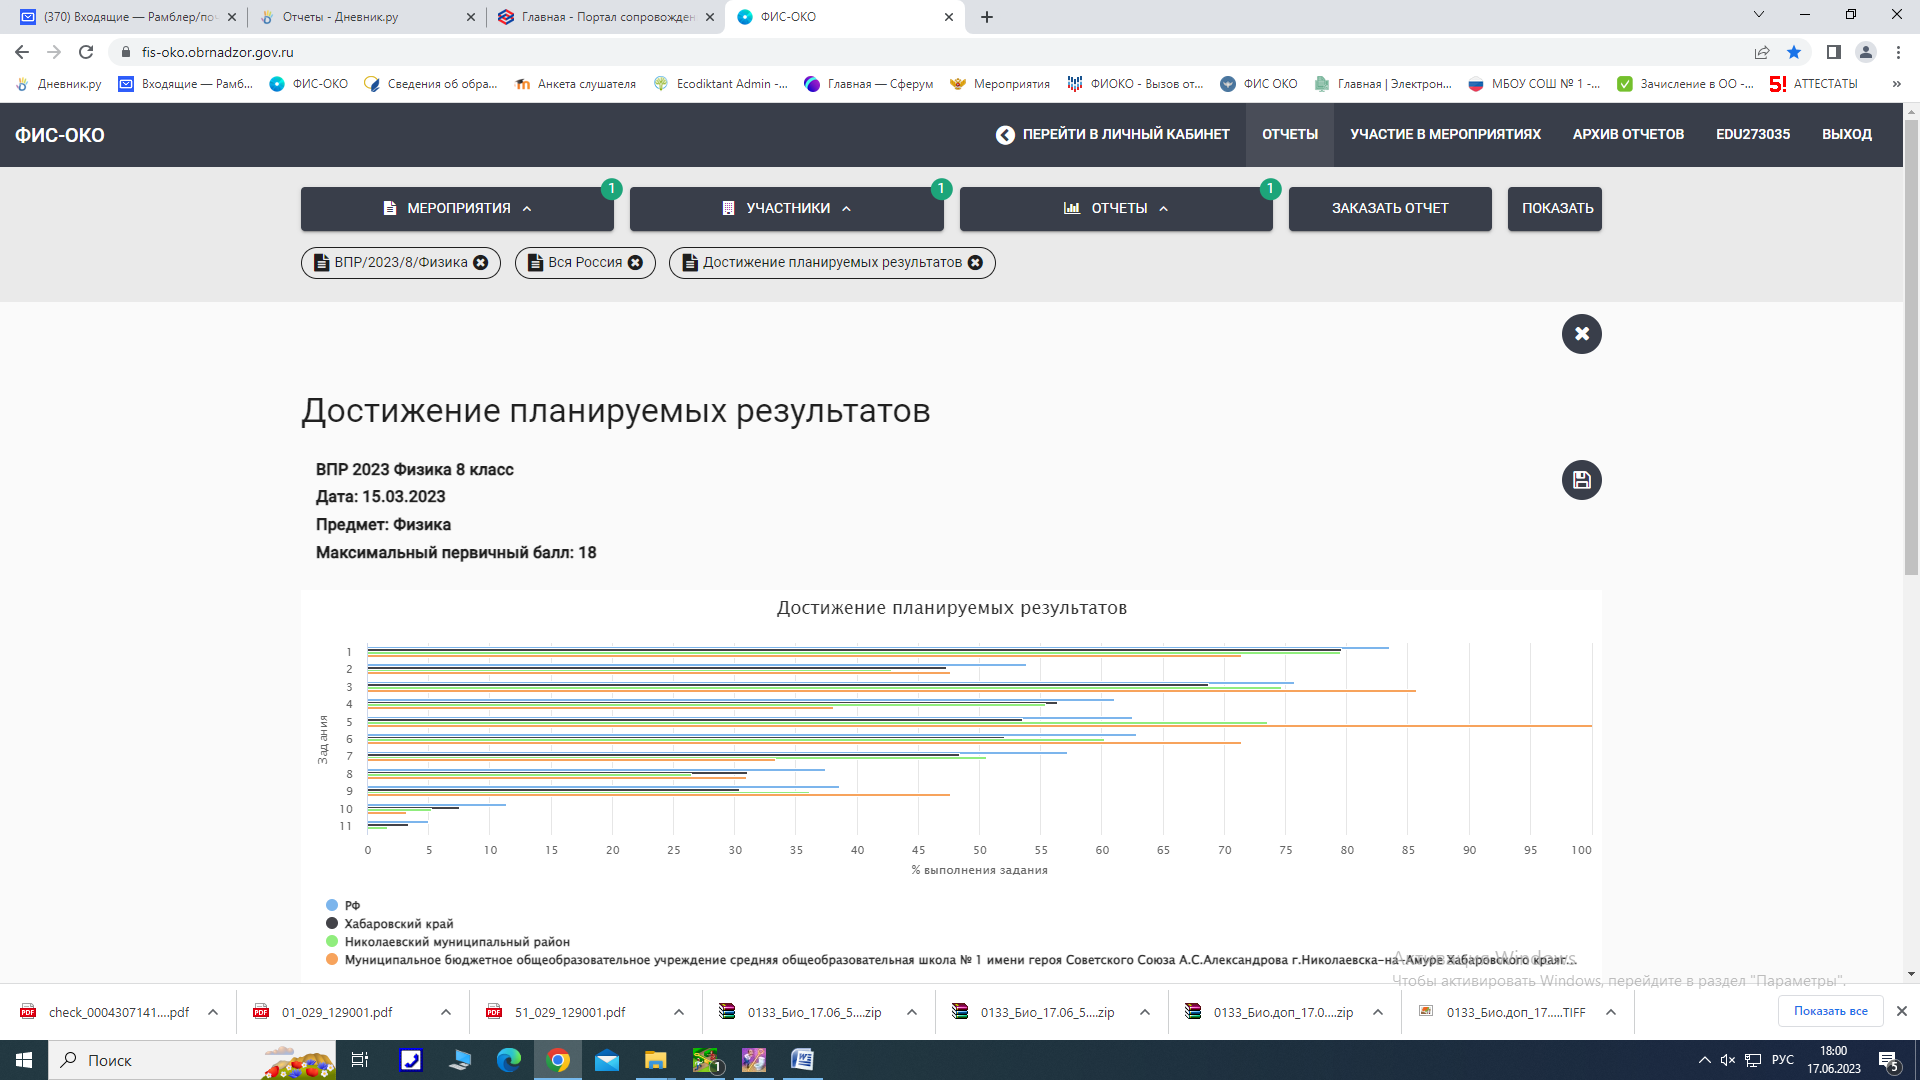 (370) Входящие — Рамблер/по
Отчеты - Дневник.ру
Главная - Портал сопровожден
ФИС-ОКО
fis-oko.obrnadzor.gov.ru
Дневник.ру
Входящие — Рамб...
ФИС-ОКО
Сведения об обра...
Анкета слушателя
Ecodiktant Admin -...
Главная — Сферум
Мероприятия
ФИОКО - Вызов от...
ФИС ОКО
Главная | Электрон...
МБОУ СОШ № 1 -...
Зачисление в ОО -...
АТТЕСТАТЫ
ФИС-ОКО
ПЕРЕЙТИ В ЛИЧНЫЙ КАБИНЕТ
ОТЧЕТЫ
УЧАСТИЕ В МЕРОПРИЯТИЯХ
АРХИВ ОТЧЕТОВ
EDU273035
ВЫХОД
МЕРОПРИЯТИЯ
1
УЧАСТНИКИ
1
ОТЧЕТЫ
1
ЗАКАЗАТЬ ОТЧЕТ
ПОКАЗАТЬ
ВПР/2023/8/Физика
Вся Россия
Достижение планируемых результатов
Достижение планируемых результатов
ВПР 2023 Физика 8 класс
Дата: 15.03.2023
Предмет: Физика
Максимальный первичный балл: 18
Достижение планируемых результатов
Задания
1
2
3
4
5
6
7
8
9
10
11
0 5 10 15 20 25 30 35 40 45 50 55 60 65 70 75 80 85 90 95 100
% выполнения задания
РФ
Хабаровский край
Николаевский муниципальный район
Муниципальное бюджетное общеобразовательное учреждение средняя общеобразовательная школа № 1 имени героя Советского Союза А.С.Александрова г.Николаевска-на-Амуре Хабаровского края...
Активация Windows
Чтобы активировать Windows, перейдите в раздел "Параметры".
check_0004307141....pdf
01_029_129001.pdf
51_029_129001.pdf
0133_Био_17.06_5....zip
0133_Био_17.06_5....zip
0133_Био.доп_17.0....zip
0133_Био.доп_17.....TIFF
Показать все
Поиск
1
РУС
18:00
17.06.2023
5